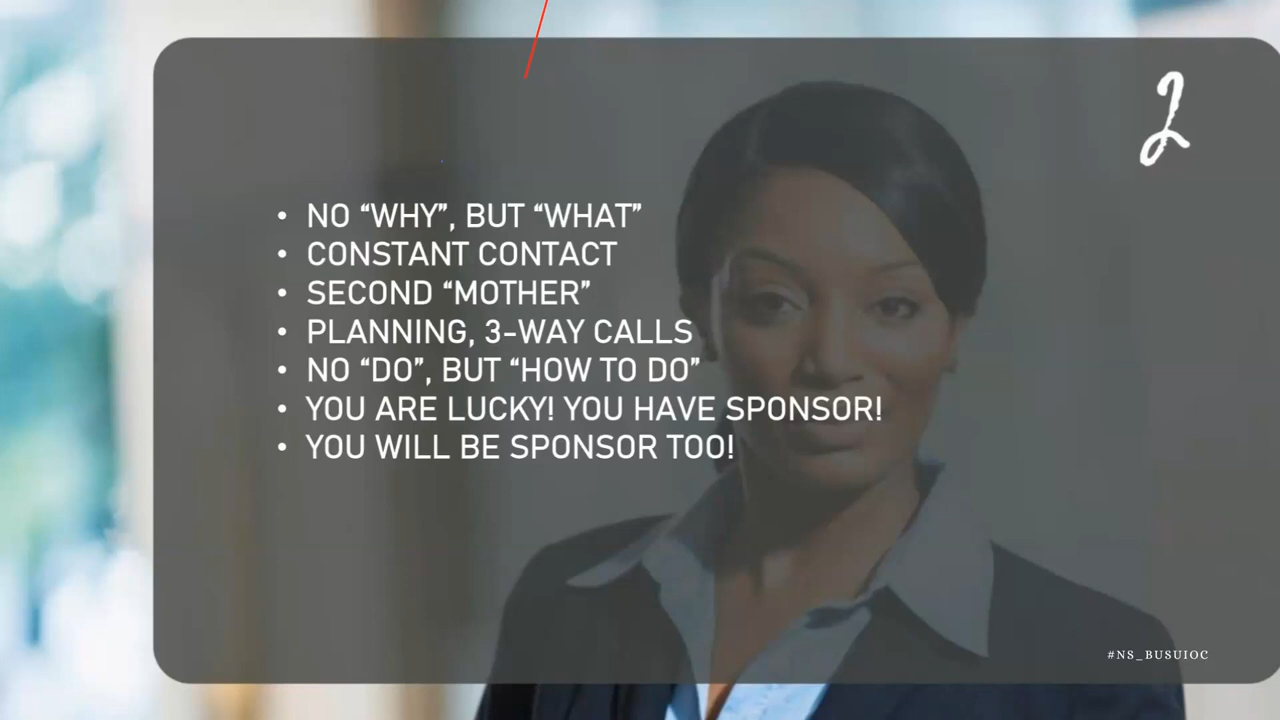 2
• NO “WHY”, BUT “WHAT”
• CONSTANT CONTACT
• SECOND “MOTHER”
• PLANNING, 3-WAY CALLS
• NO “DO”, BUT “HOW TO DO”
• YOU ARE LUCKY! YOU HAVE SPONSOR!
• YOU WILL BE SPONSOR TOO!
#NS_BUSUIOC